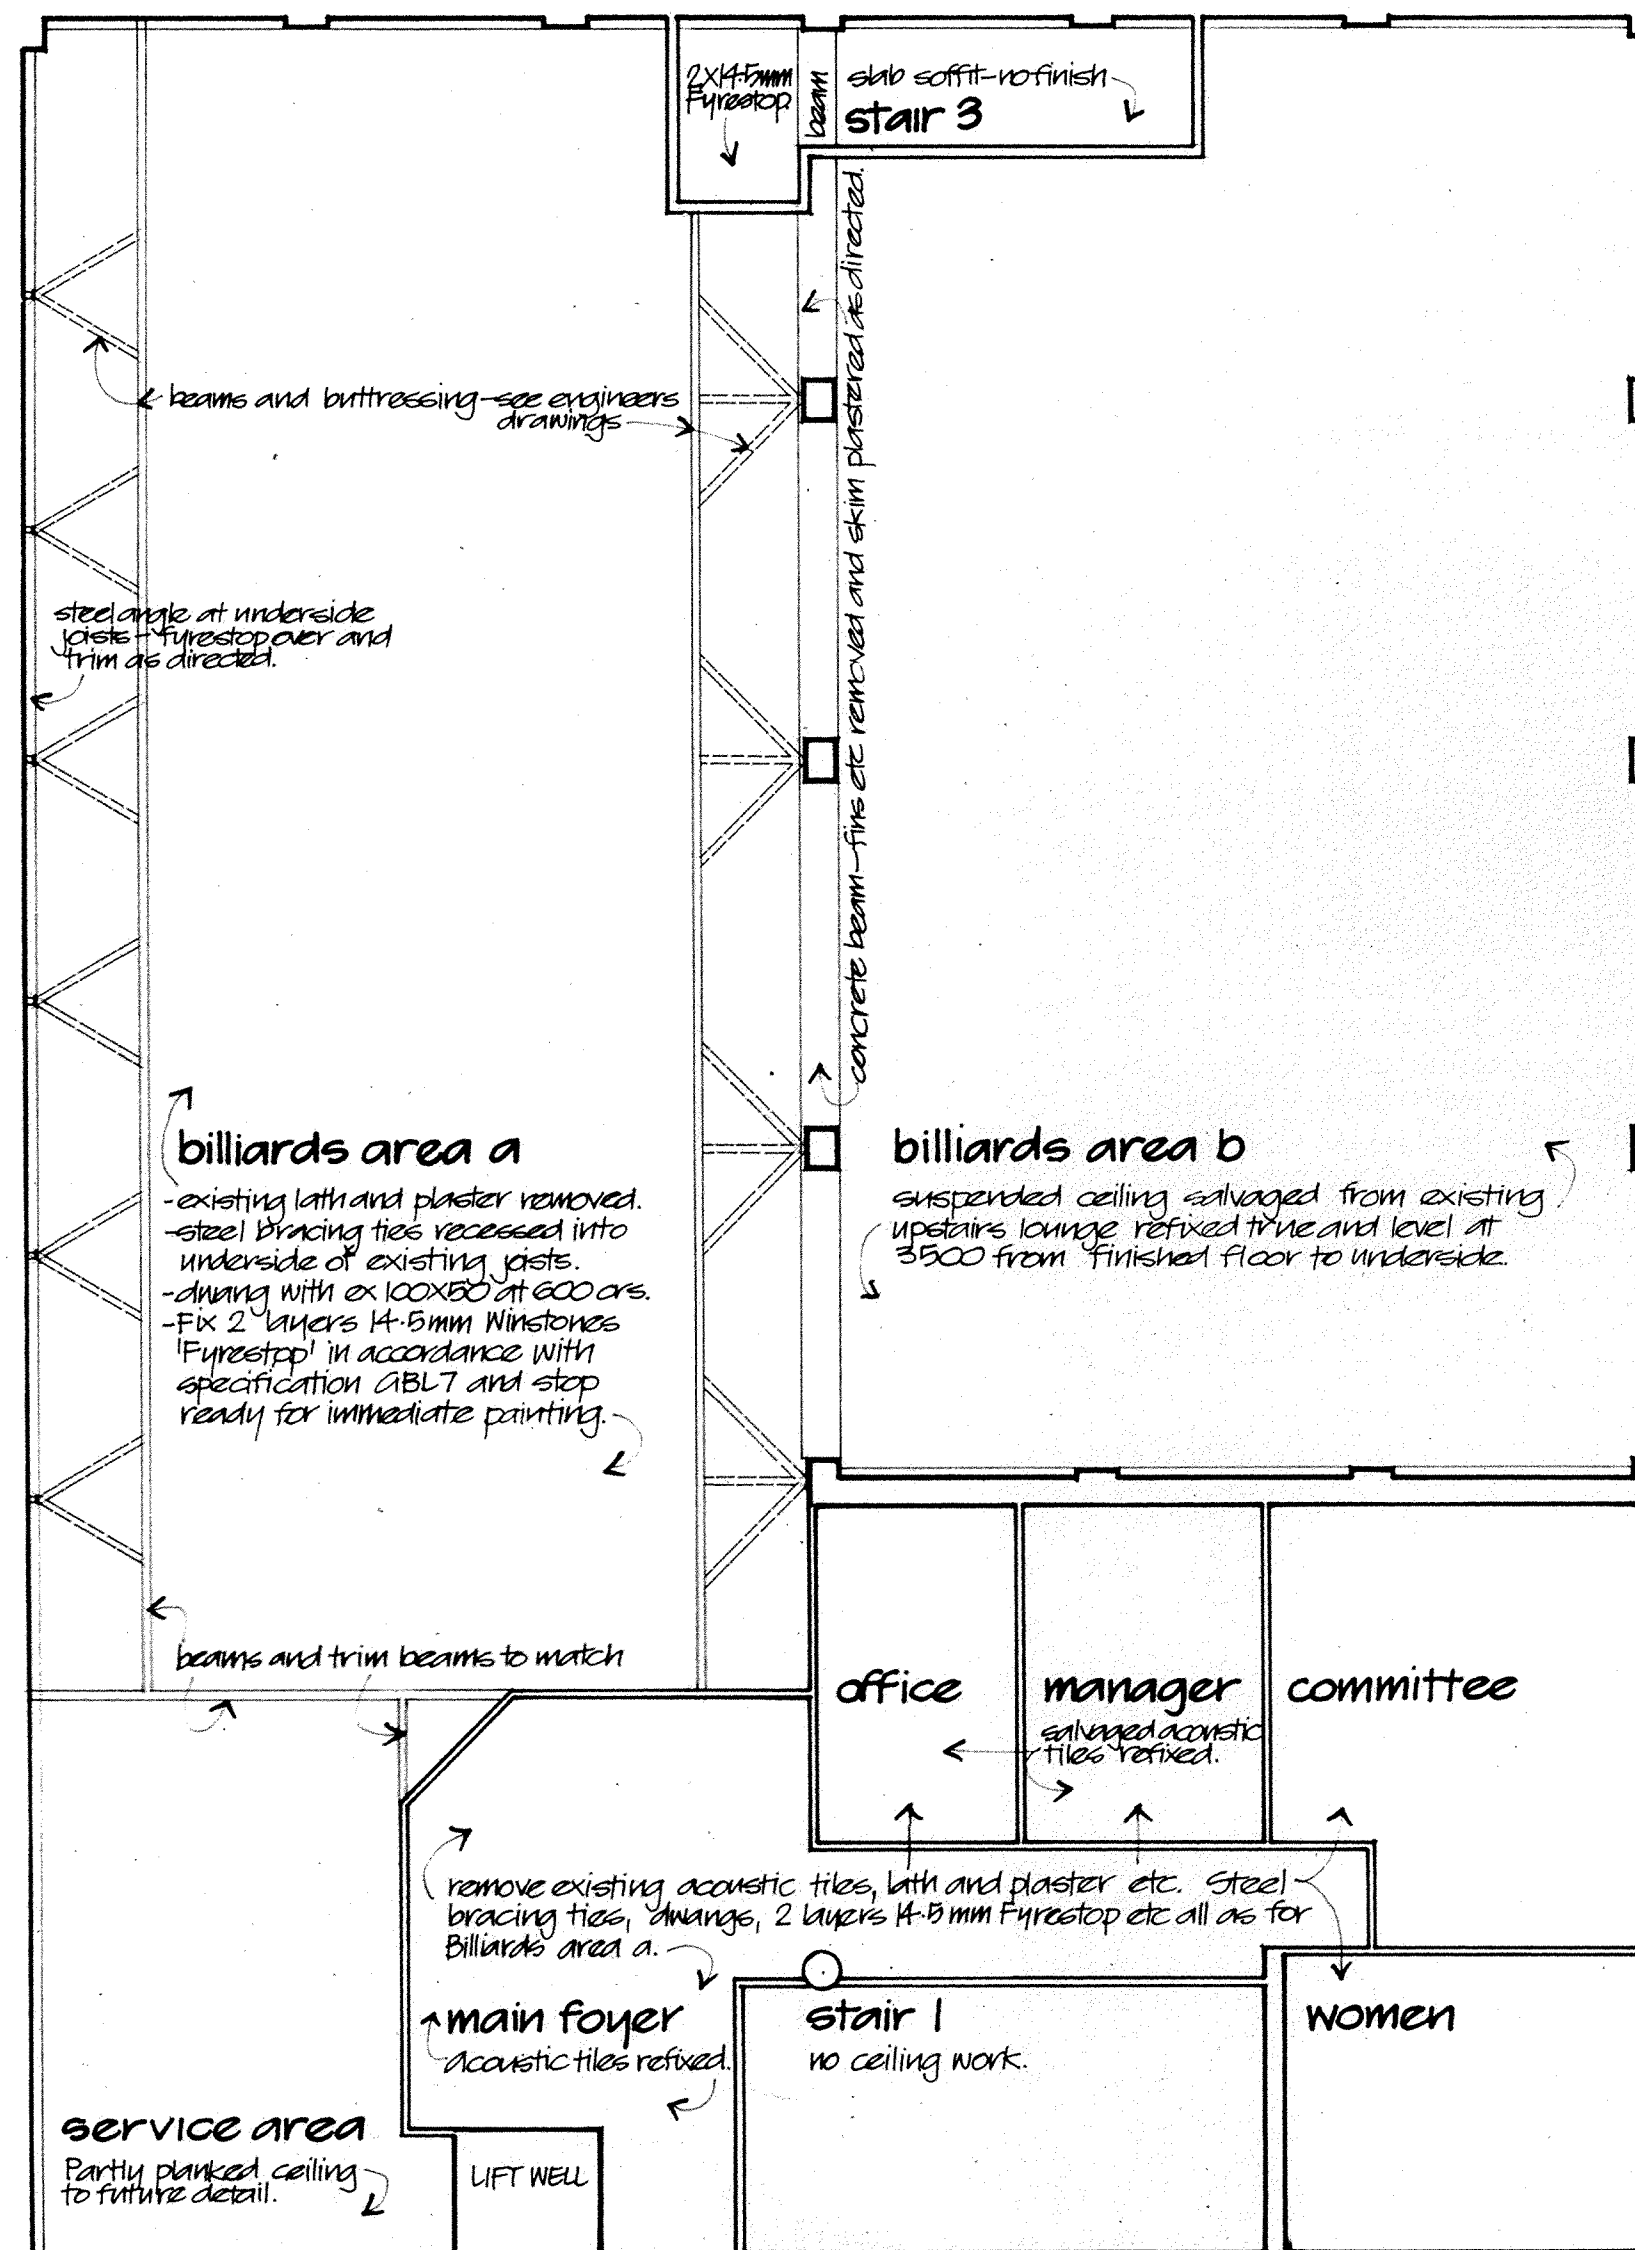 2X14·5mm
Fyrestop
beam
slab soffit-no finish
stair 3
concrete beam-fins etc removed and skim plastered as directed.
beams and buttressing-see engineers
drawings
steel angle at underside
joists-fyrestop over and
trim as directed.
billiards area a
-existing lath and plaster removed.
-steel bracing ties recessed into
underside of existing joists.
-dwang with ex 100X50 at 600 crs.
-Fix 2 layers 14·5mm Winstones
'Fyrestop' in accordance with
specification GBL7 and stop
ready for immediate painting.
billiards area b
suspended ceiling salvaged from existing
upstairs lounge refixed true and level at
3500 from finished floor to underside.
beams and trim beams to match
office
manager
salvaged acoustic
tiles refixed.
committee
remove existing acoustic tiles, lath and plaster etc. Steel
bracing ties, dwangs, 2 layers 14·5mm Fyrestop etc all as for
Billiards area a.
main foyer
acoustic tiles refixed.
stair 1
no ceiling work.
women
service area
Partly planked ceiling
to future detail.
LIFT WELL